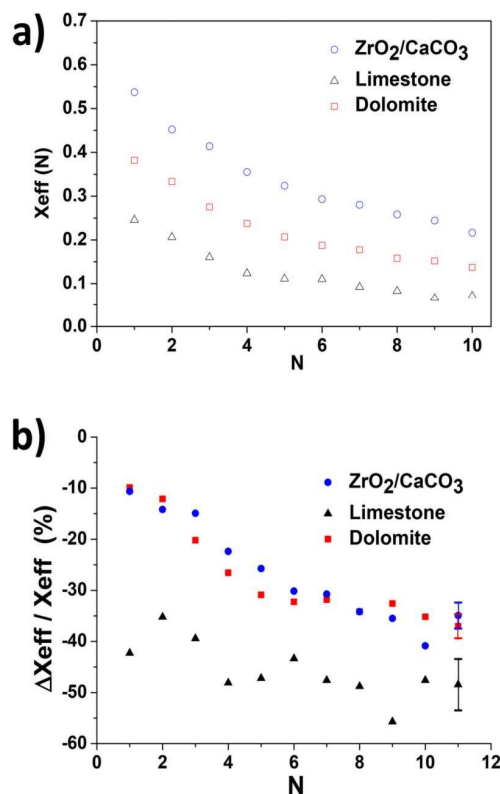 a)
0.7
0.6
0.5
0.4
0.3
0.2
0.1
0.0
Xeff (N)
ZrO₂/CaCO₃
Limestone
Dolomite
0 2 4 6 8 10
N
b)
0
-10
-20
-30
-40
-50
-60
ΔXeff / Xeff (%)
ZrO₂/CaCO₃
Limestone
Dolomite
0 2 4 6 8 10 12
N